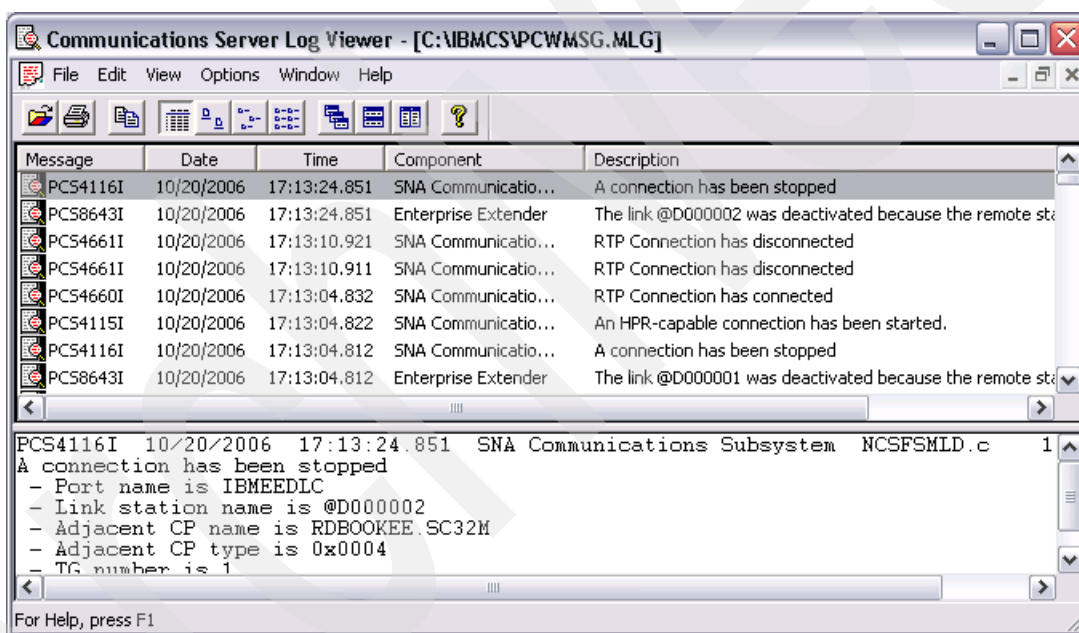 Communications Server Log Viewer - [C:\IBMCS\PCWMSG.MLG]
File Edit View Options Window Help
Message Date Time Component Description
PCS4116I 10/20/2006 17:13:24.851 SNA Communicatio... A connection has been stopped
PCS8643I 10/20/2006 17:13:24.851 Enterprise Extender The link @D000002 was deactivated because the remote sta
PCS4661I 10/20/2006 17:13:10.921 SNA Communicatio... RTP Connection has disconnected
PCS4661I 10/20/2006 17:13:10.911 SNA Communicatio... RTP Connection has disconnected
PCS4660I 10/20/2006 17:13:04.832 SNA Communicatio... RTP Connection has connected
PCS4115I 10/20/2006 17:13:04.822 SNA Communicatio... An HPR-capable connection has been started.
PCS4116I 10/20/2006 17:13:04.812 SNA Communicatio... A connection has been stopped
PCS8643I 10/20/2006 17:13:04.812 Enterprise Extender The link @D000001 was deactivated because the remote sta
PCS4116I 10/20/2006 17:13:24.851 SNA Communications Subsystem NCSFSMLD.c 1
A connection has been stopped
- Port name is IBMEEDLC
- Link station name is @D000002
- Adjacent CP name is RDBOOKEE.SC32M
- Adjacent CP type is 0x0004
- TG number is 1
For Help, press F1